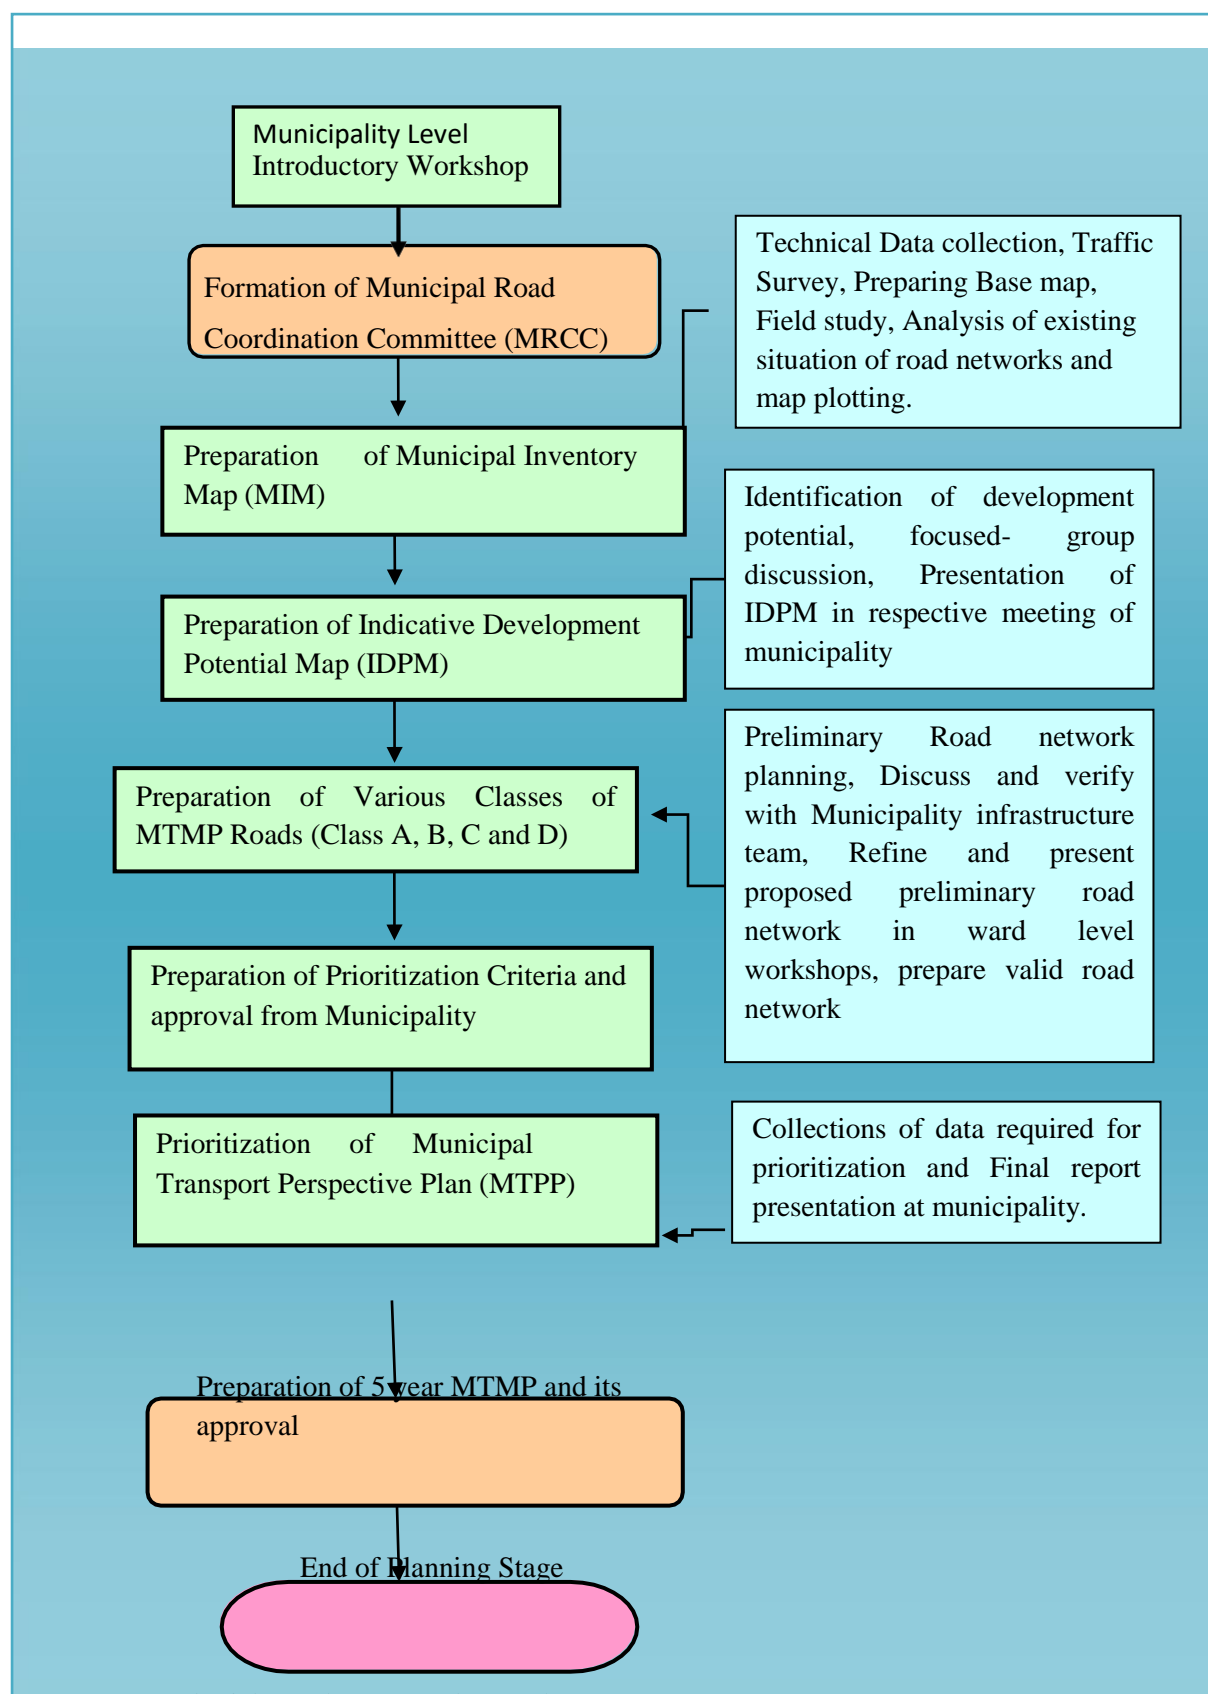 Municipality Level
Introductory Workshop
Formation of Municipal Road
Coordination Committee (MRCC)
Technical Data collection, Traffic
Survey, Preparing Base map,
Field study, Analysis of existing
situation of road networks and
map plotting.
Preparation of Municipal Inventory
Map (MIM)
Identification of development
potential, focused- group
discussion, Presentation of
IDPM in respective meeting of
municipality
Preparation of Indicative Development
Potential Map (IDPM)
Preliminary Road network
planning, Discuss and verify
with Municipality infrastructure
team, Refine and present
proposed preliminary road
network in ward level
workshops, prepare valid road
network
Preparation of Various Classes of
MTMP Roads (Class A, B, C and D)
Preparation of Prioritization Criteria and
approval from Municipality
Prioritization of Municipal
Transport Perspective Plan (MTPP)
Collections of data required for
prioritization and Final report
presentation at municipality.
Preparation of 5 year MTMP and its
approval
End of Planning Stage